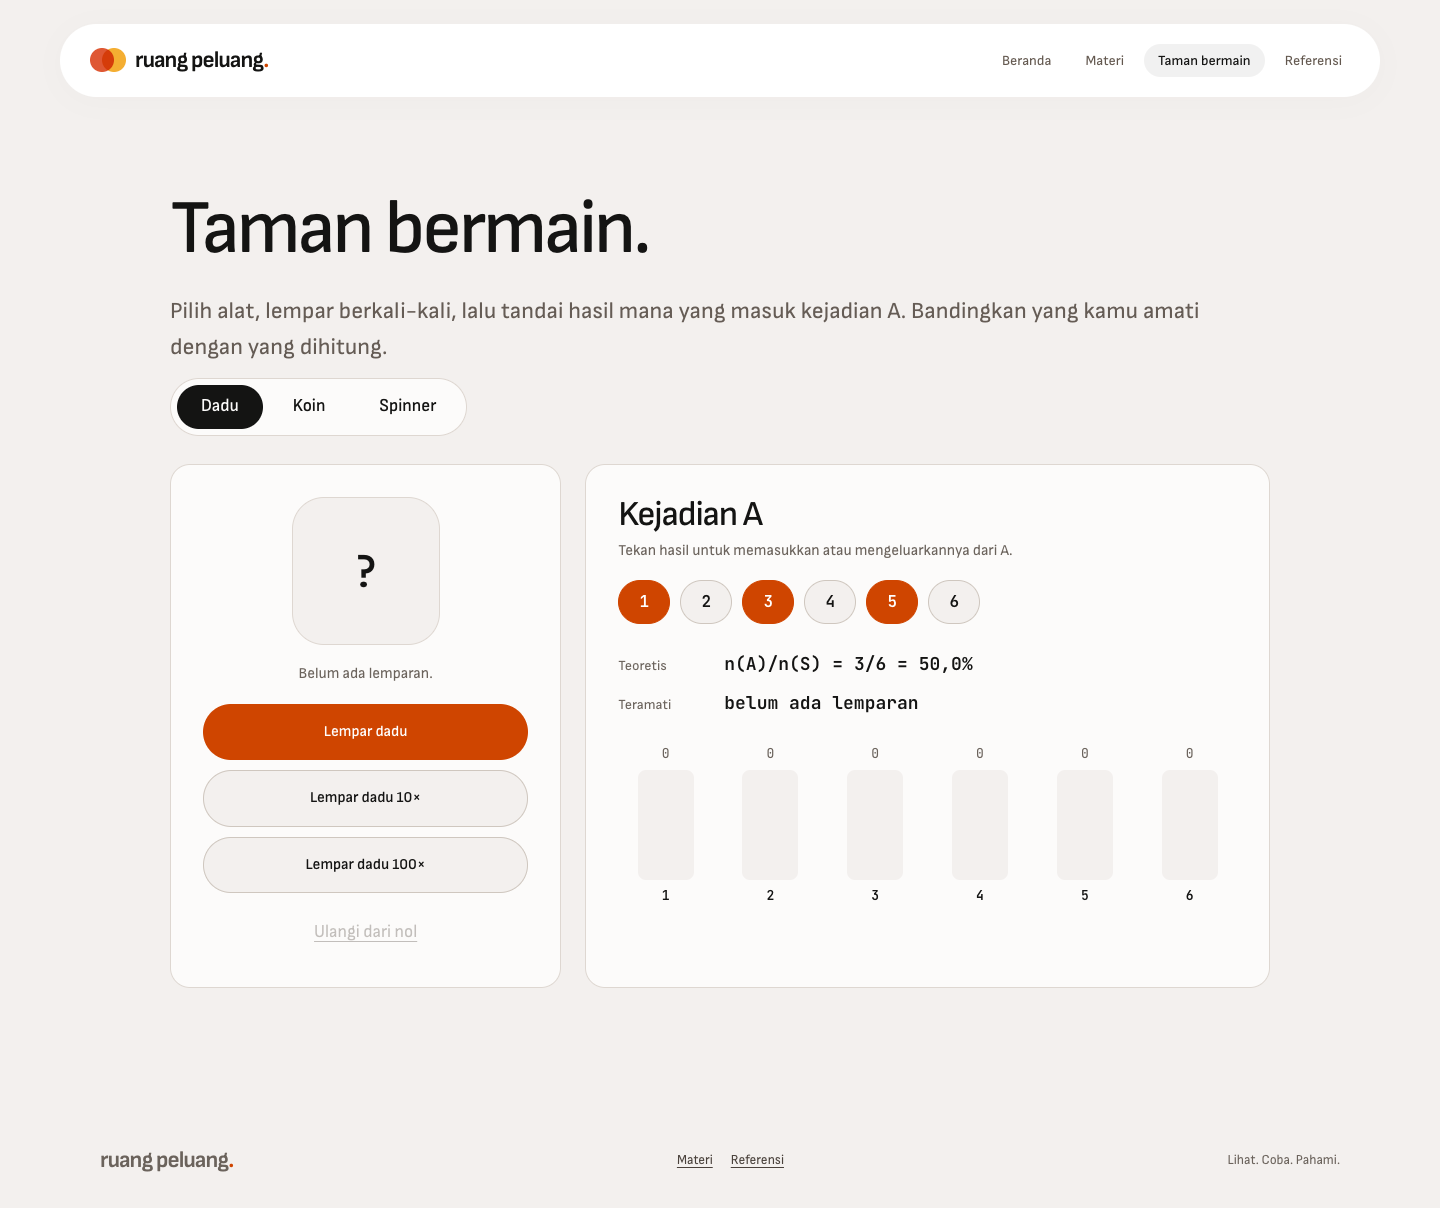 ruang peluang.
Beranda
Materi
Taman bermain
Referensi
Taman bermain.
Pilih alat, lempar berkali-kali, lalu tandai hasil mana yang masuk kejadian A. Bandingkan yang kamu amati
dengan yang dihitung.
Dadu
Koin
Spinner
?
Belum ada lemparan.
Lempar dadu
Lempar dadu 10×
Lempar dadu 100×
Ulangi dari nol
Kejadian A
Tekan hasil untuk memasukkan atau mengeluarkannya dari A.
1 2 3 4 5 6
Teoretis n(A)/n(S) = 3/6 = 50,0%
Teramati belum ada lemparan
0 0 0 0 0 0
1 2 3 4 5 6
ruang peluang.
Materi
Referensi
Lihat. Coba. Pahami.